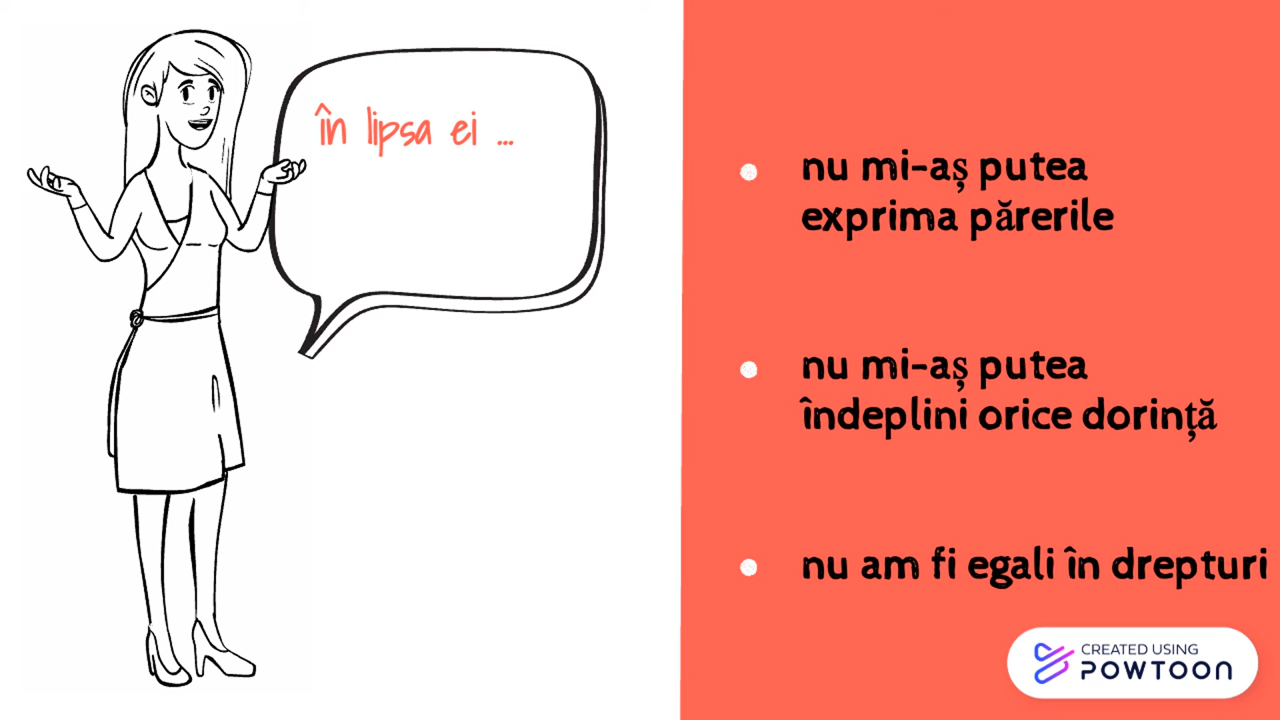 în lipsa ei ...
nu mi-aș putea
exprima părerile
nu mi-aș putea
îndeplini orice dorință
nu am fi egali în drepturi
CREATED USING
POWTOON